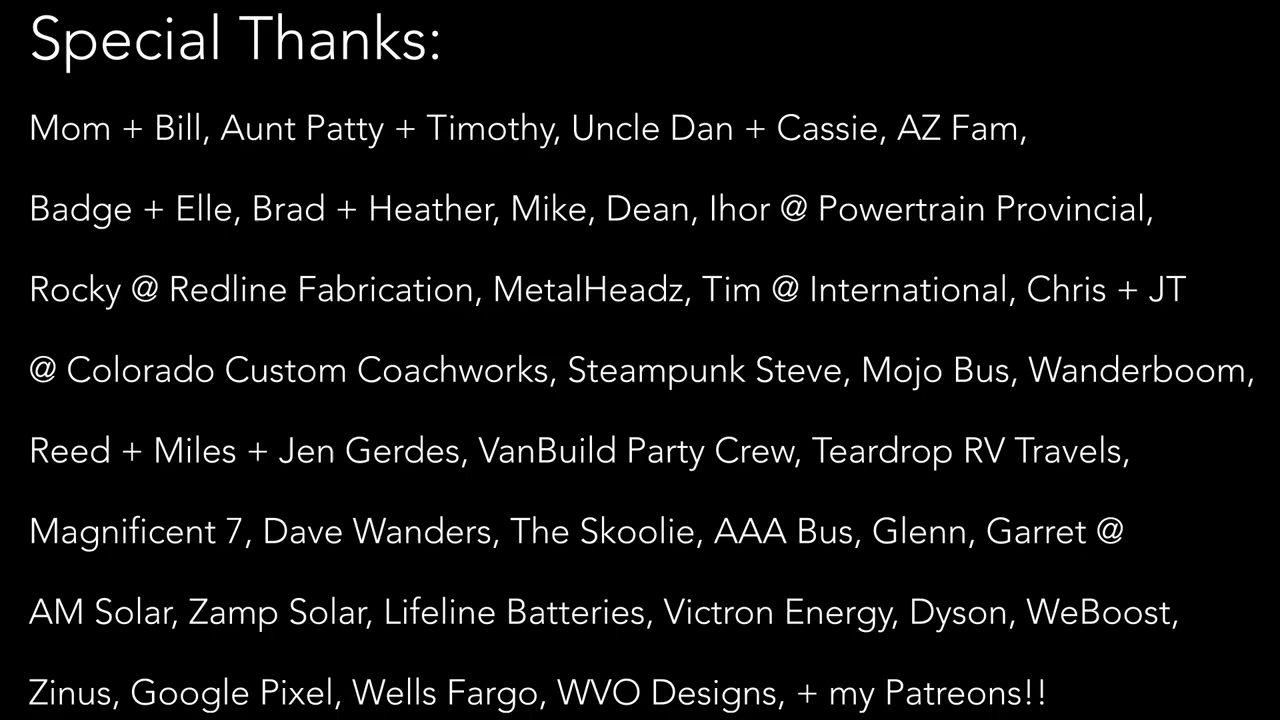 Special Thanks:
Mom + Bill, Aunt Patty + Timothy, Uncle Dan + Cassie, AZ Fam,
Badge + Elle, Brad + Heather, Mike, Dean, Ihor @ Powertrain Provincial,
Rocky @ Redline Fabrication, MetalHeadz, Tim @ International, Chris + JT
@ Colorado Custom Coachworks, Steampunk Steve, Mojo Bus, Wanderboom,
Reed + Miles + Jen Gerdes, VanBuild Party Crew, Teardrop RV Travels,
Magnificent 7, Dave Wanders, The Skoolie, AAA Bus, Glenn, Garret @
AM Solar, Zamp Solar, Lifeline Batteries, Victron Energy, Dyson, WeBoost,
Zinus, Google Pixel, Wells Fargo, WVO Designs, + my Patreons!!